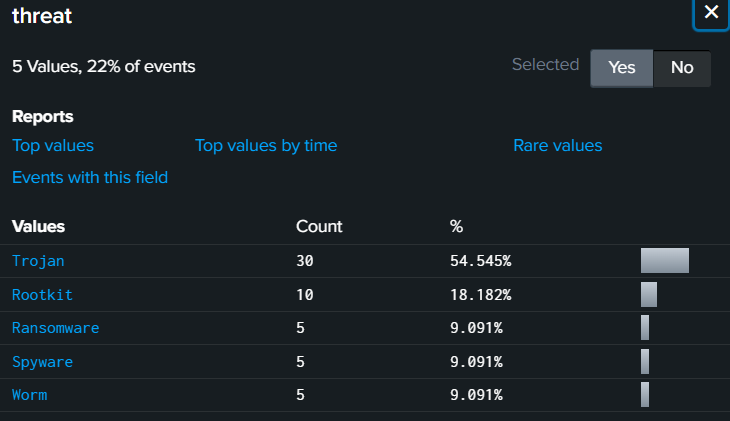 threat
5 Values, 22% of events
Selected Yes No
Reports
Top values Top values by time Rare values
Events with this field
Values Count %
Trojan 30 54.545%
Rootkit 10 18.182%
Ransomware 5 9.091%
Spyware 5 9.091%
Worm 5 9.091%